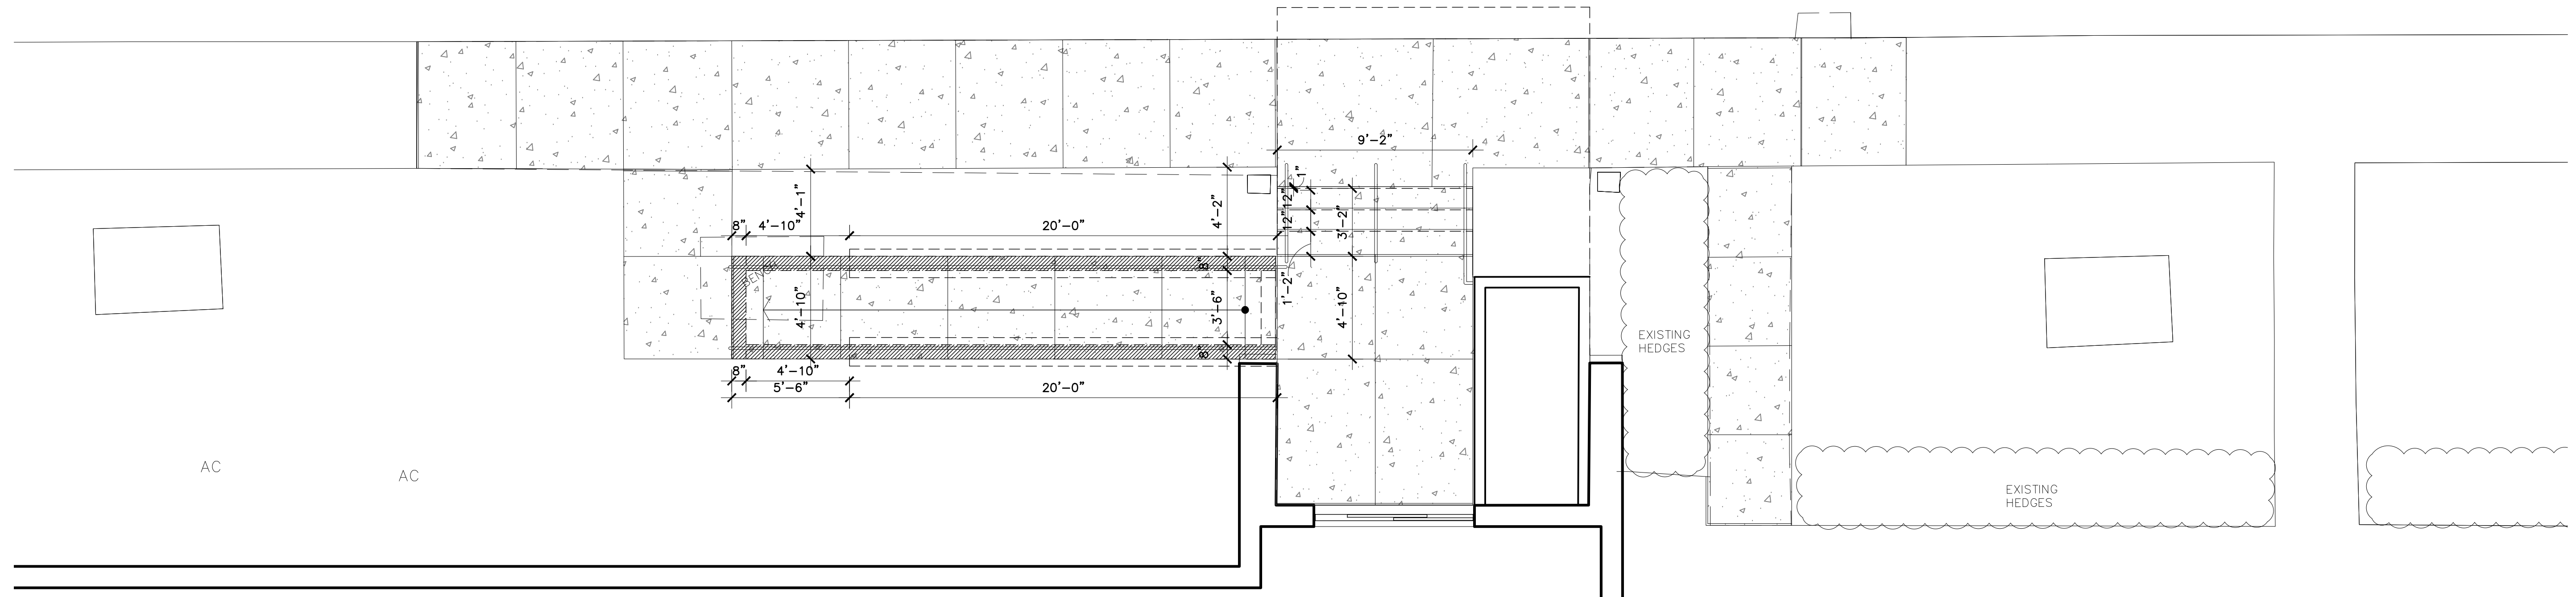 9'-2"
1"
4'-1"
4'-2"
12"
12"
3'-2"
8"
4'-10"
20'-0"
BENCH
8"
1'-2"
4'-10"
3'-6"
4'-10"
8"
EXISTING
HEDGES
8"
4'-10"
5'-6"
20'-0"
AC
AC
EXISTING
HEDGES